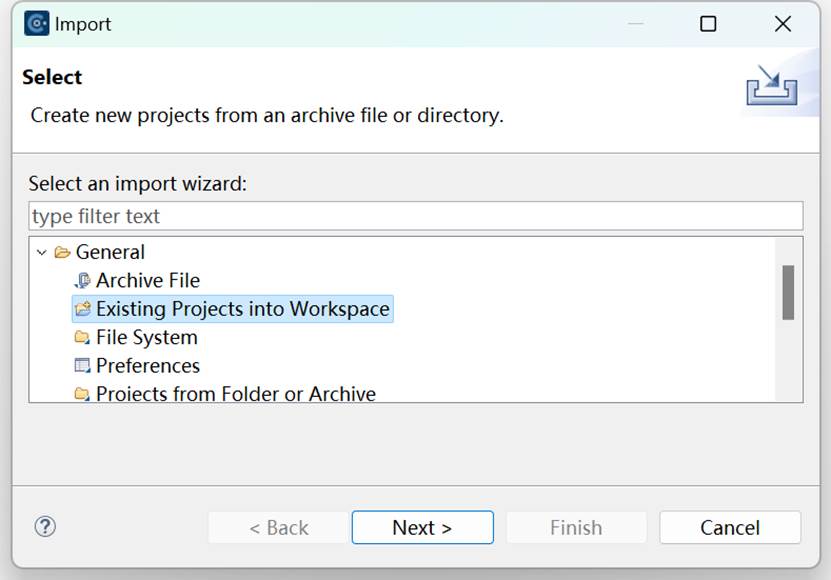 Import
Select
Create new projects from an archive file or directory.
Select an import wizard:
type filter text
General
Archive File
Existing Projects into Workspace
File System
Preferences
Projects from Folder or Archive
?
< Back Next > Finish Cancel